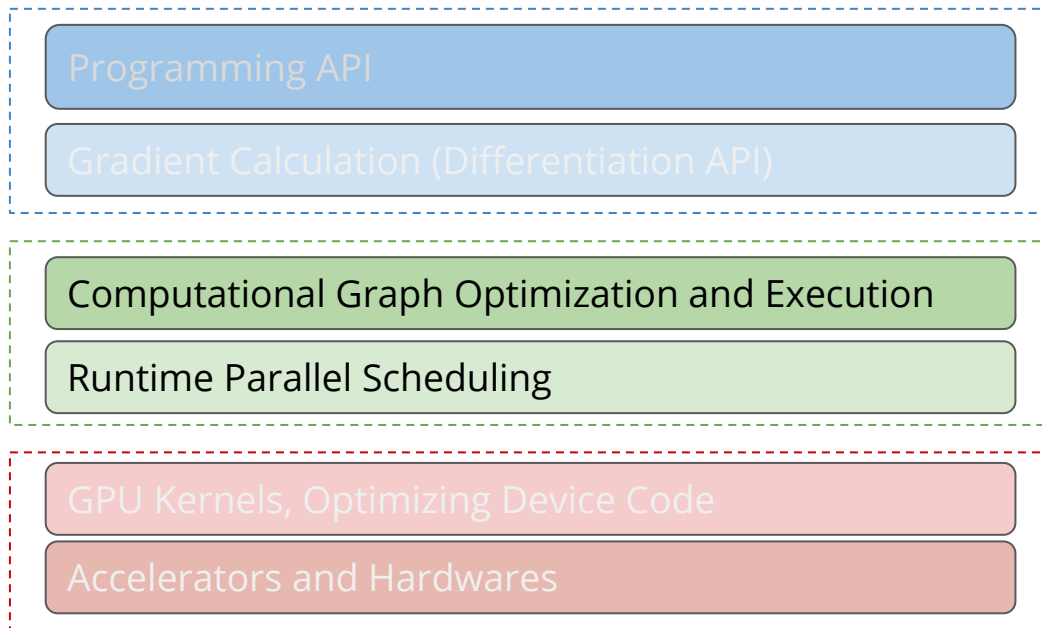 Programming API
Gradient Calculation (Differentiation API)
Computational Graph Optimization and Execution
Runtime Parallel Scheduling
GPU Kernels, Optimizing Device Code
Accelerators and Hardwares